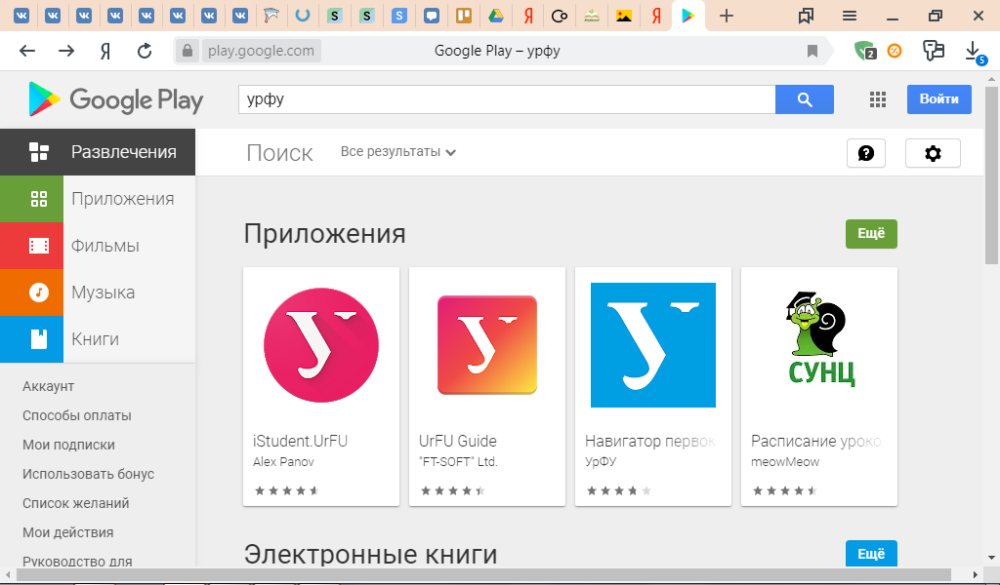 S
S
S
Я
Я
Я
play.google.com
Google Play – урфу
2
5
Google Play
урфу
Войти
Развлечения
Поиск
Все результаты
Приложения
Фильмы
Музыка
Книги
Аккаунт
Способы оплаты
Мои подписки
Использовать бонус
Список желаний
Мои действия
Руководство для
Приложения
Ещё
У
У
У
СУНЦ
iStudent.UrFU
Alex Panov
UrFU Guide
"FT-SOFT" Ltd.
Навигатор первок
УрФУ
Расписание уроко
meowMeow
Электронные книги
Ещё